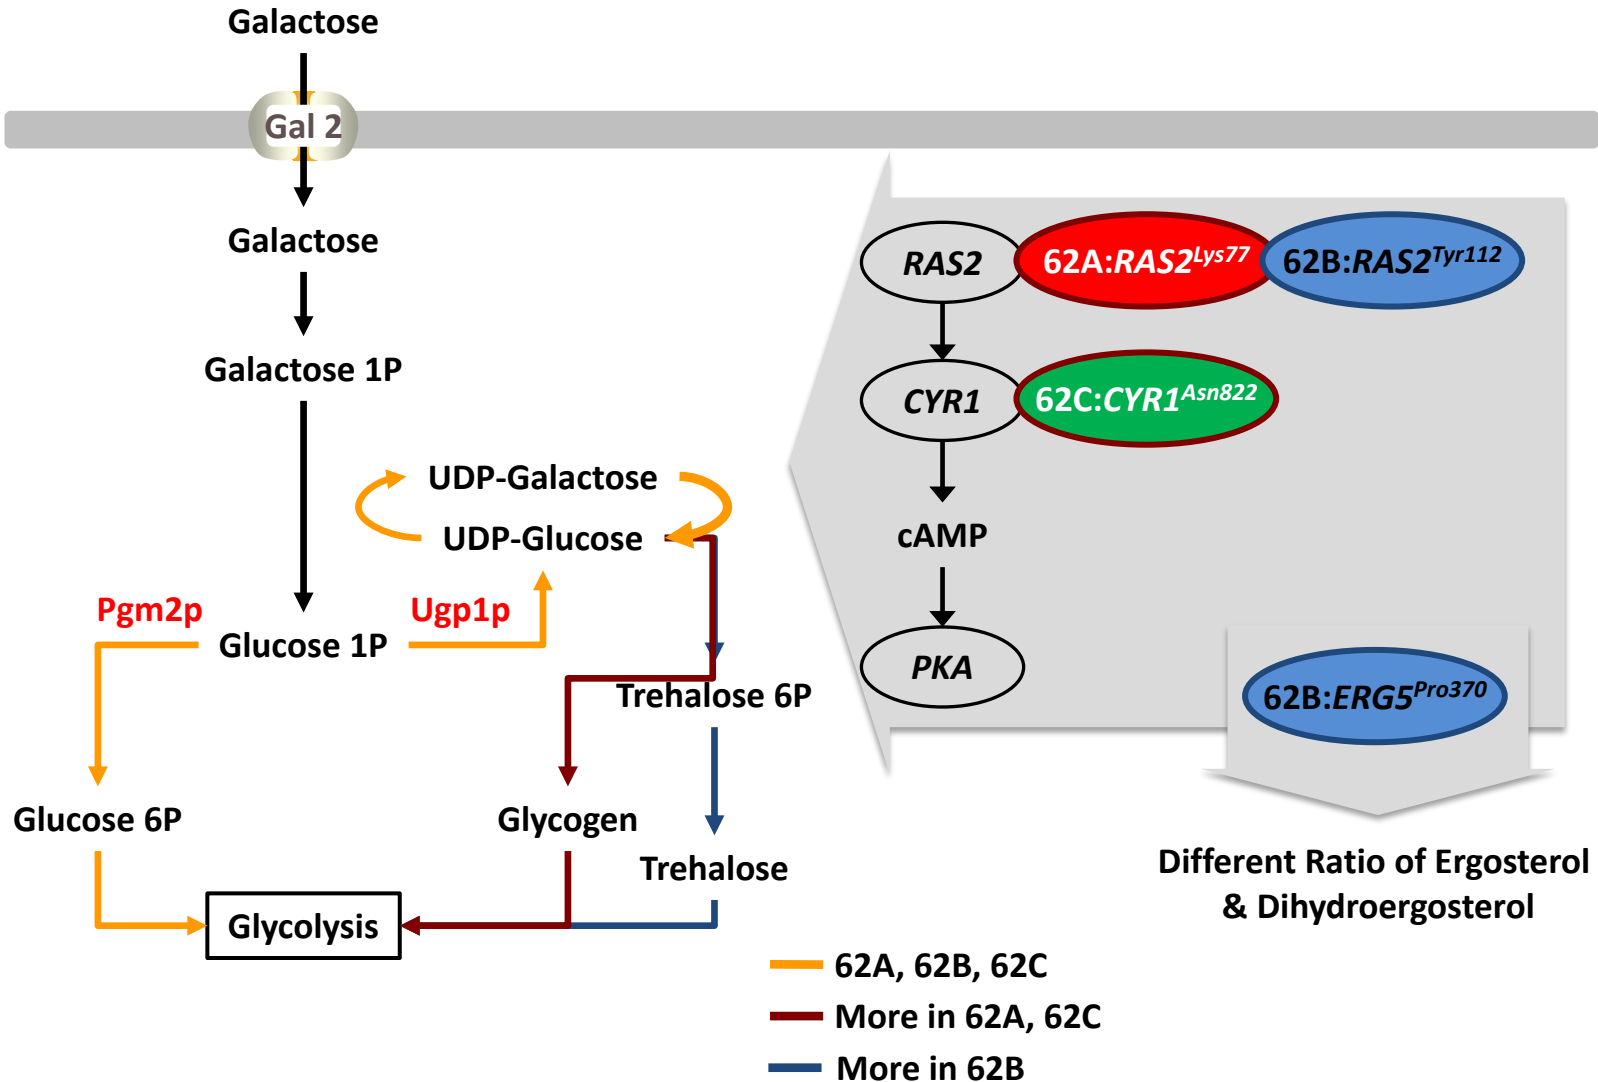 Galactose
Gal 2
Galactose
RAS2
62A:RAS2Lys77
62B:RAS2Tyr112
Galactose 1P
CYR1
62C:CYR1Asn822
UDP-Galactose
UDP-Glucose
cAMP
Pgm2p
Ugp1p
Glucose 1P
PKA
Trehalose 6P
62B:ERG5Pro370
Glucose 6P
Glycogen
Trehalose
Different Ratio of Ergosterol
& Dihydroergosterol
Glycolysis
62A, 62B, 62C
More in 62A, 62C
More in 62B